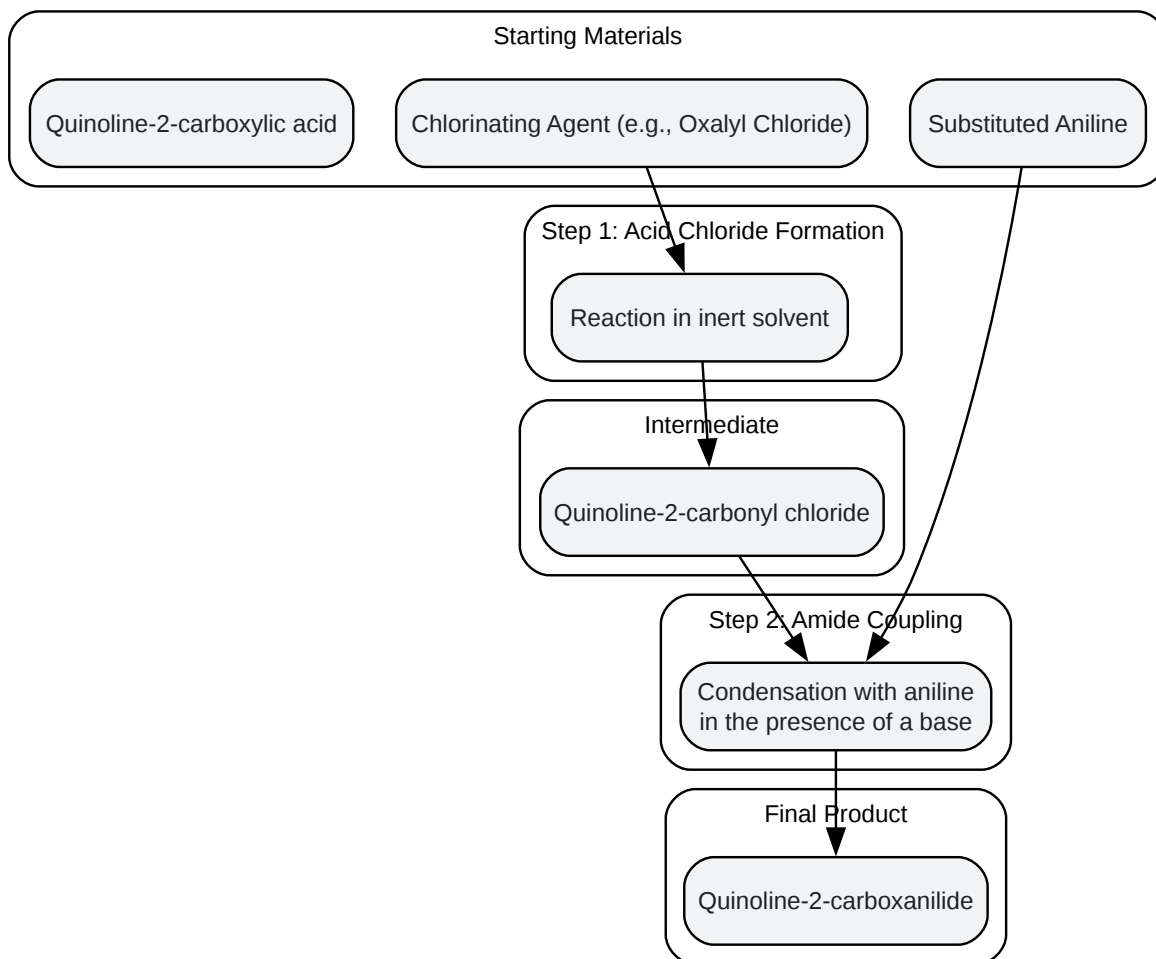 Starting Materials
Quinoline-2-carboxylic acid
Chlorinating Agent (e.g., Oxalyl Chloride)
Substituted Aniline
Step 1: Acid Chloride Formation
Reaction in inert solvent
Intermediate
Quinoline-2-carbonyl chloride
Step 2: Amide Coupling
Condensation with aniline
in the presence of a base
Final Product
Quinoline-2-carboxanilide